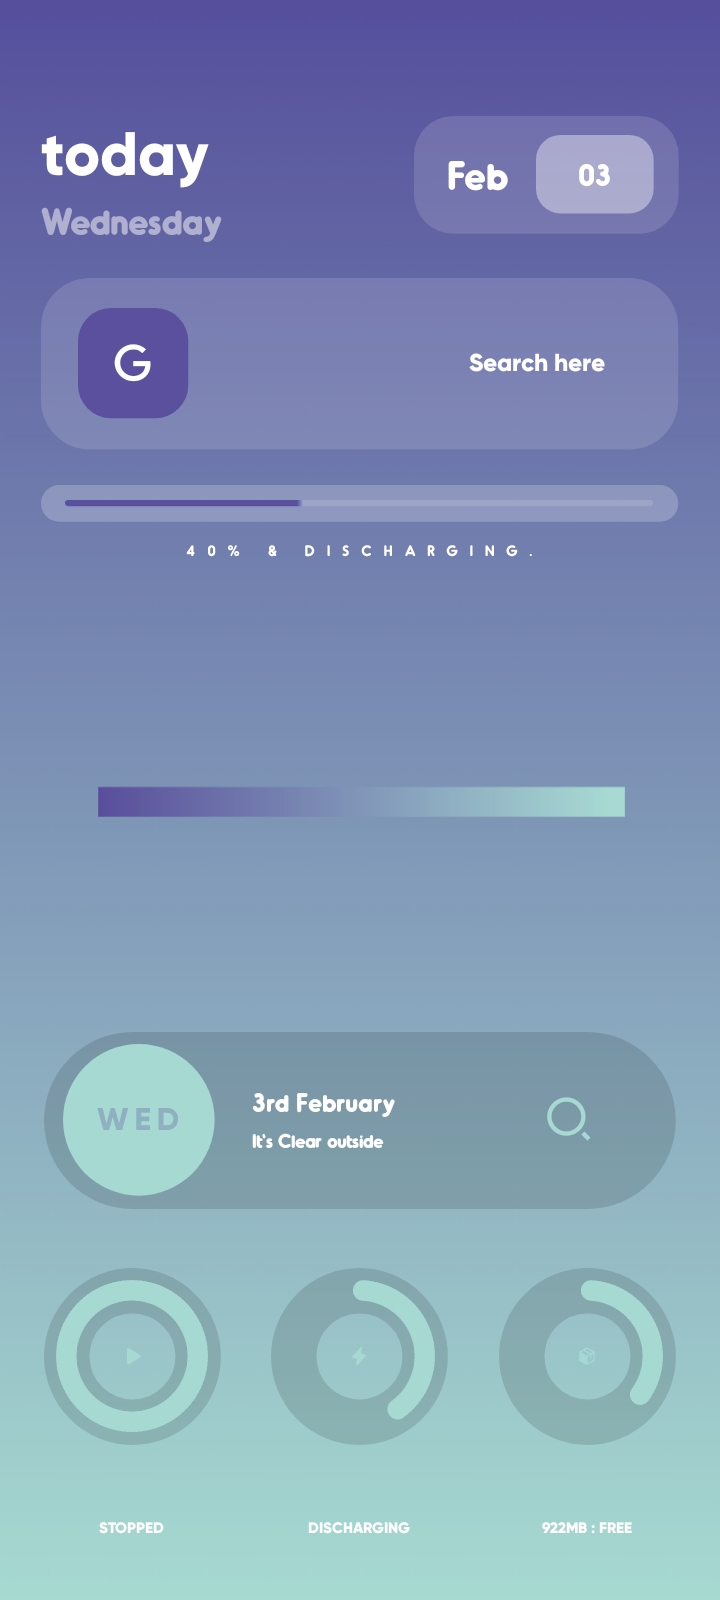 today
Wednesday
Feb 03
G
Search here
40% & DISCHARGING.
WED
3rd February
It's Clear outside
STOPPED
DISCHARGING
922MB : FREE